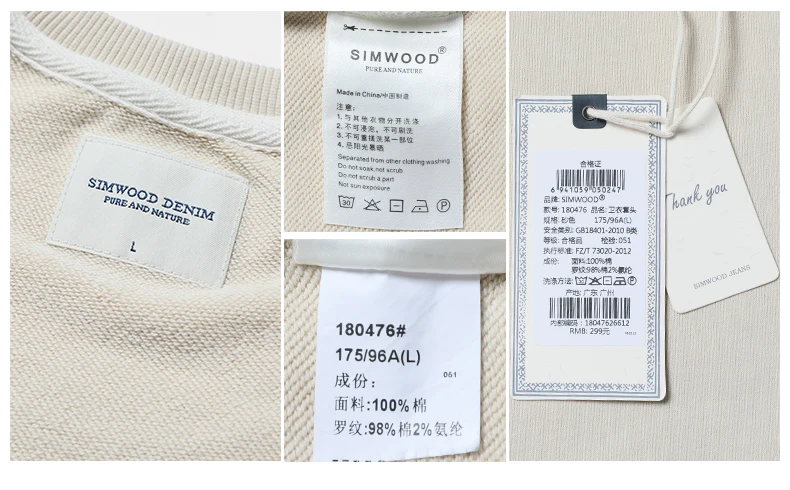 SIMWOOD DENIM
PURE AND NATURE
L
SIMWOOD®
PURE AND NATURE
Made in China/中国制造
注意:
1. 与其他衣物分开洗涤
2. 不可浸泡, 不可刷洗
3. 不可重搓洗某一部位
4. 忌阳光暴晒
Separated from other clothing washing
Do not soak,not scrub
Do not scrub a part
Not sun exposure
30 P
180476#
175/96A(L)
成份:
061
面料:100%棉
罗纹:98%棉2%氨纶
合格证
6 941059 050247
品牌: SIMWOOD®
款号: 180476 品名: 卫衣套头
规格: 杏色 175/96A(L)
安全类别: GB18401-2010 B类
等级: 合格品 检验: 051
执行标准: FZ/T 73020-2012
成份: 面料:100%棉
罗纹:98%棉2%氨纶
洗涤方法:
产地: 广东 广州
内部编码: 18047626612
RMB: 299元
Thank you
SIMWOOD JEANS